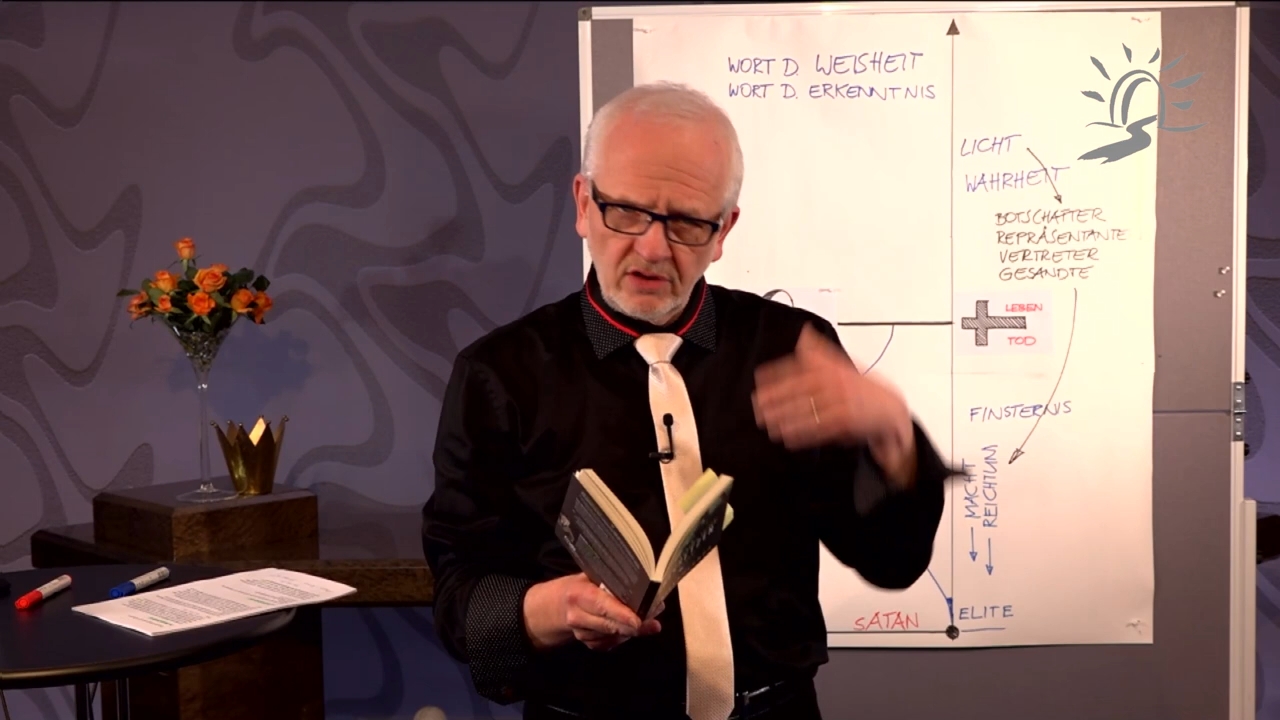 WORT D. WEISHEIT
WORT D. ERKENNTNIS
LICHT
WAHRHEIT
BOTSCHAFTER
REPRÄSENTANTE
VERTRETER
GESANDTE
LEBEN
TOD
FINSTERNIS
MACHT
REICHTUM
SATAN
ELITE